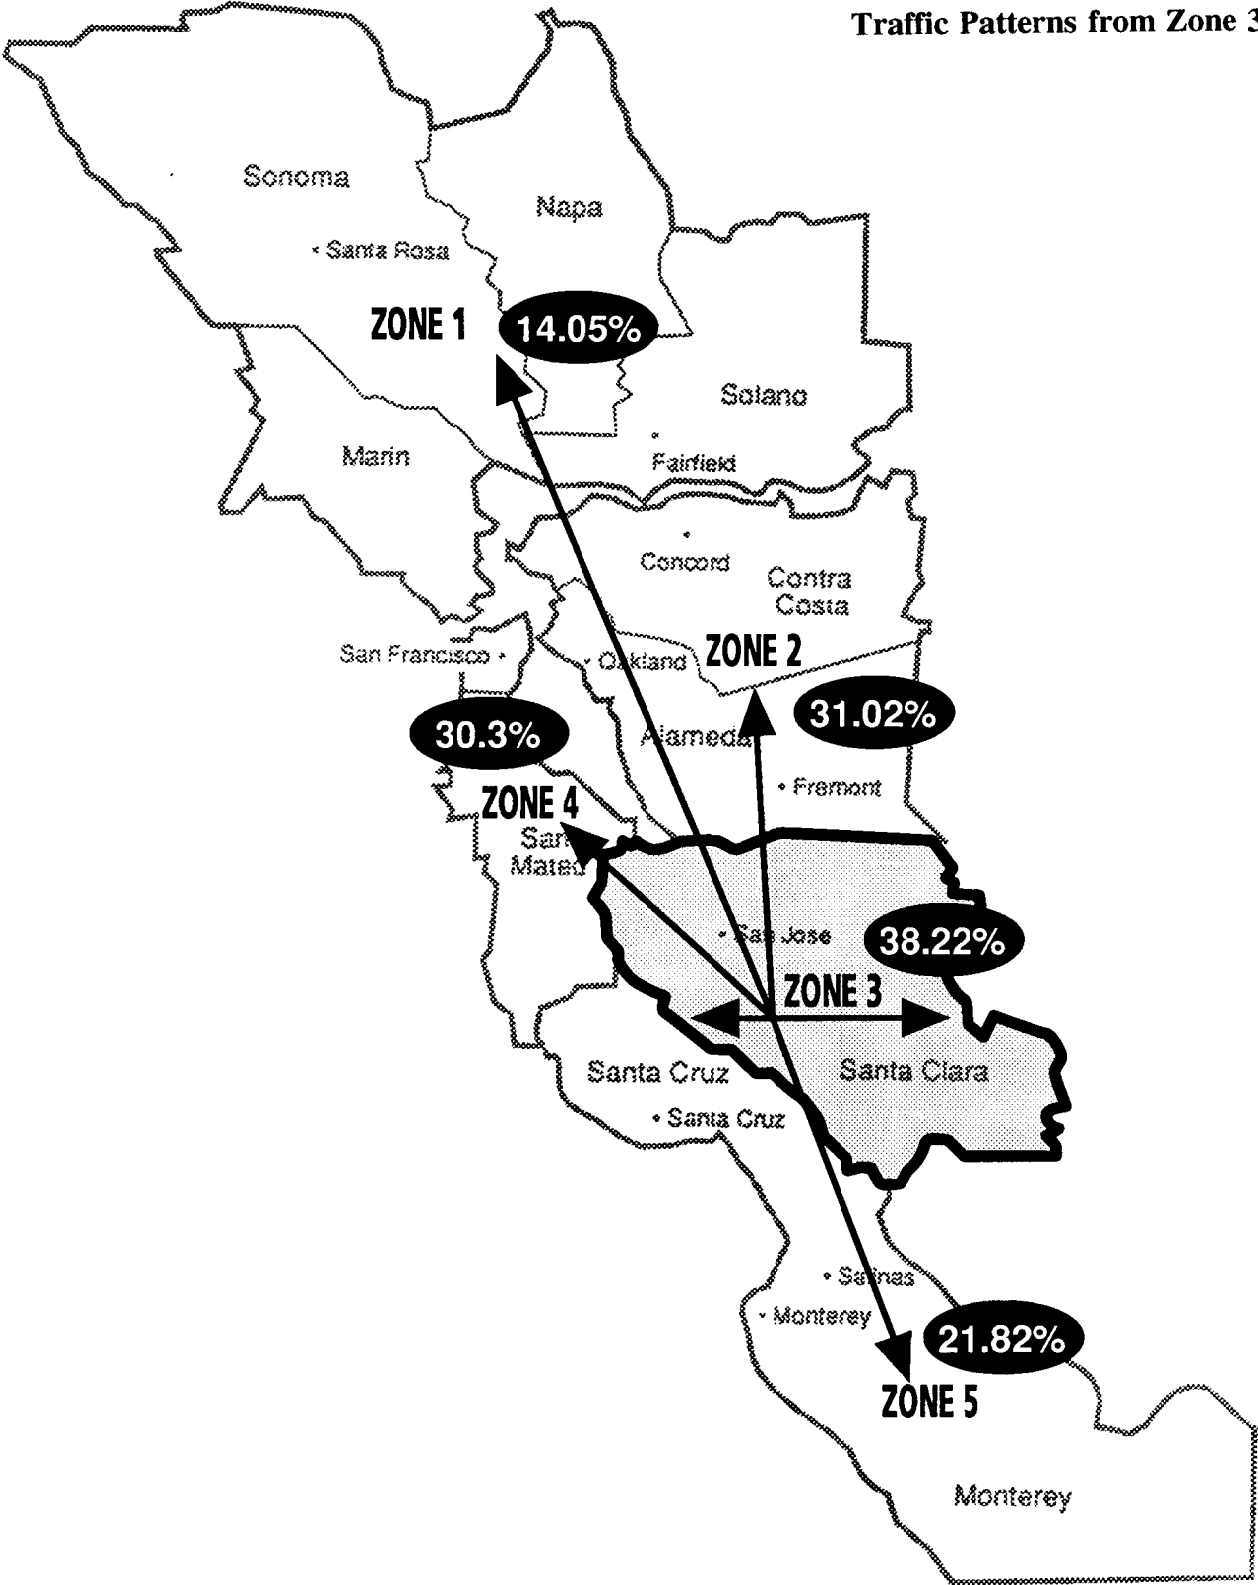 Traffic Patterns from Zone 3
Sonoma
Napa
Santa Rosa
ZONE 1
14.05%
Solano
Marin
Fairfield
Concord
Contra
Costa
San Francisco
Oakland
ZONE 2
30.3%
31.02%
Alameda
Fremont
ZONE 4
San
Mateo
San Jose
38.22%
ZONE 3
Santa Cruz
Santa Clara
Santa Cruz
Salinas
Monterey
21.82%
ZONE 5
Monterey